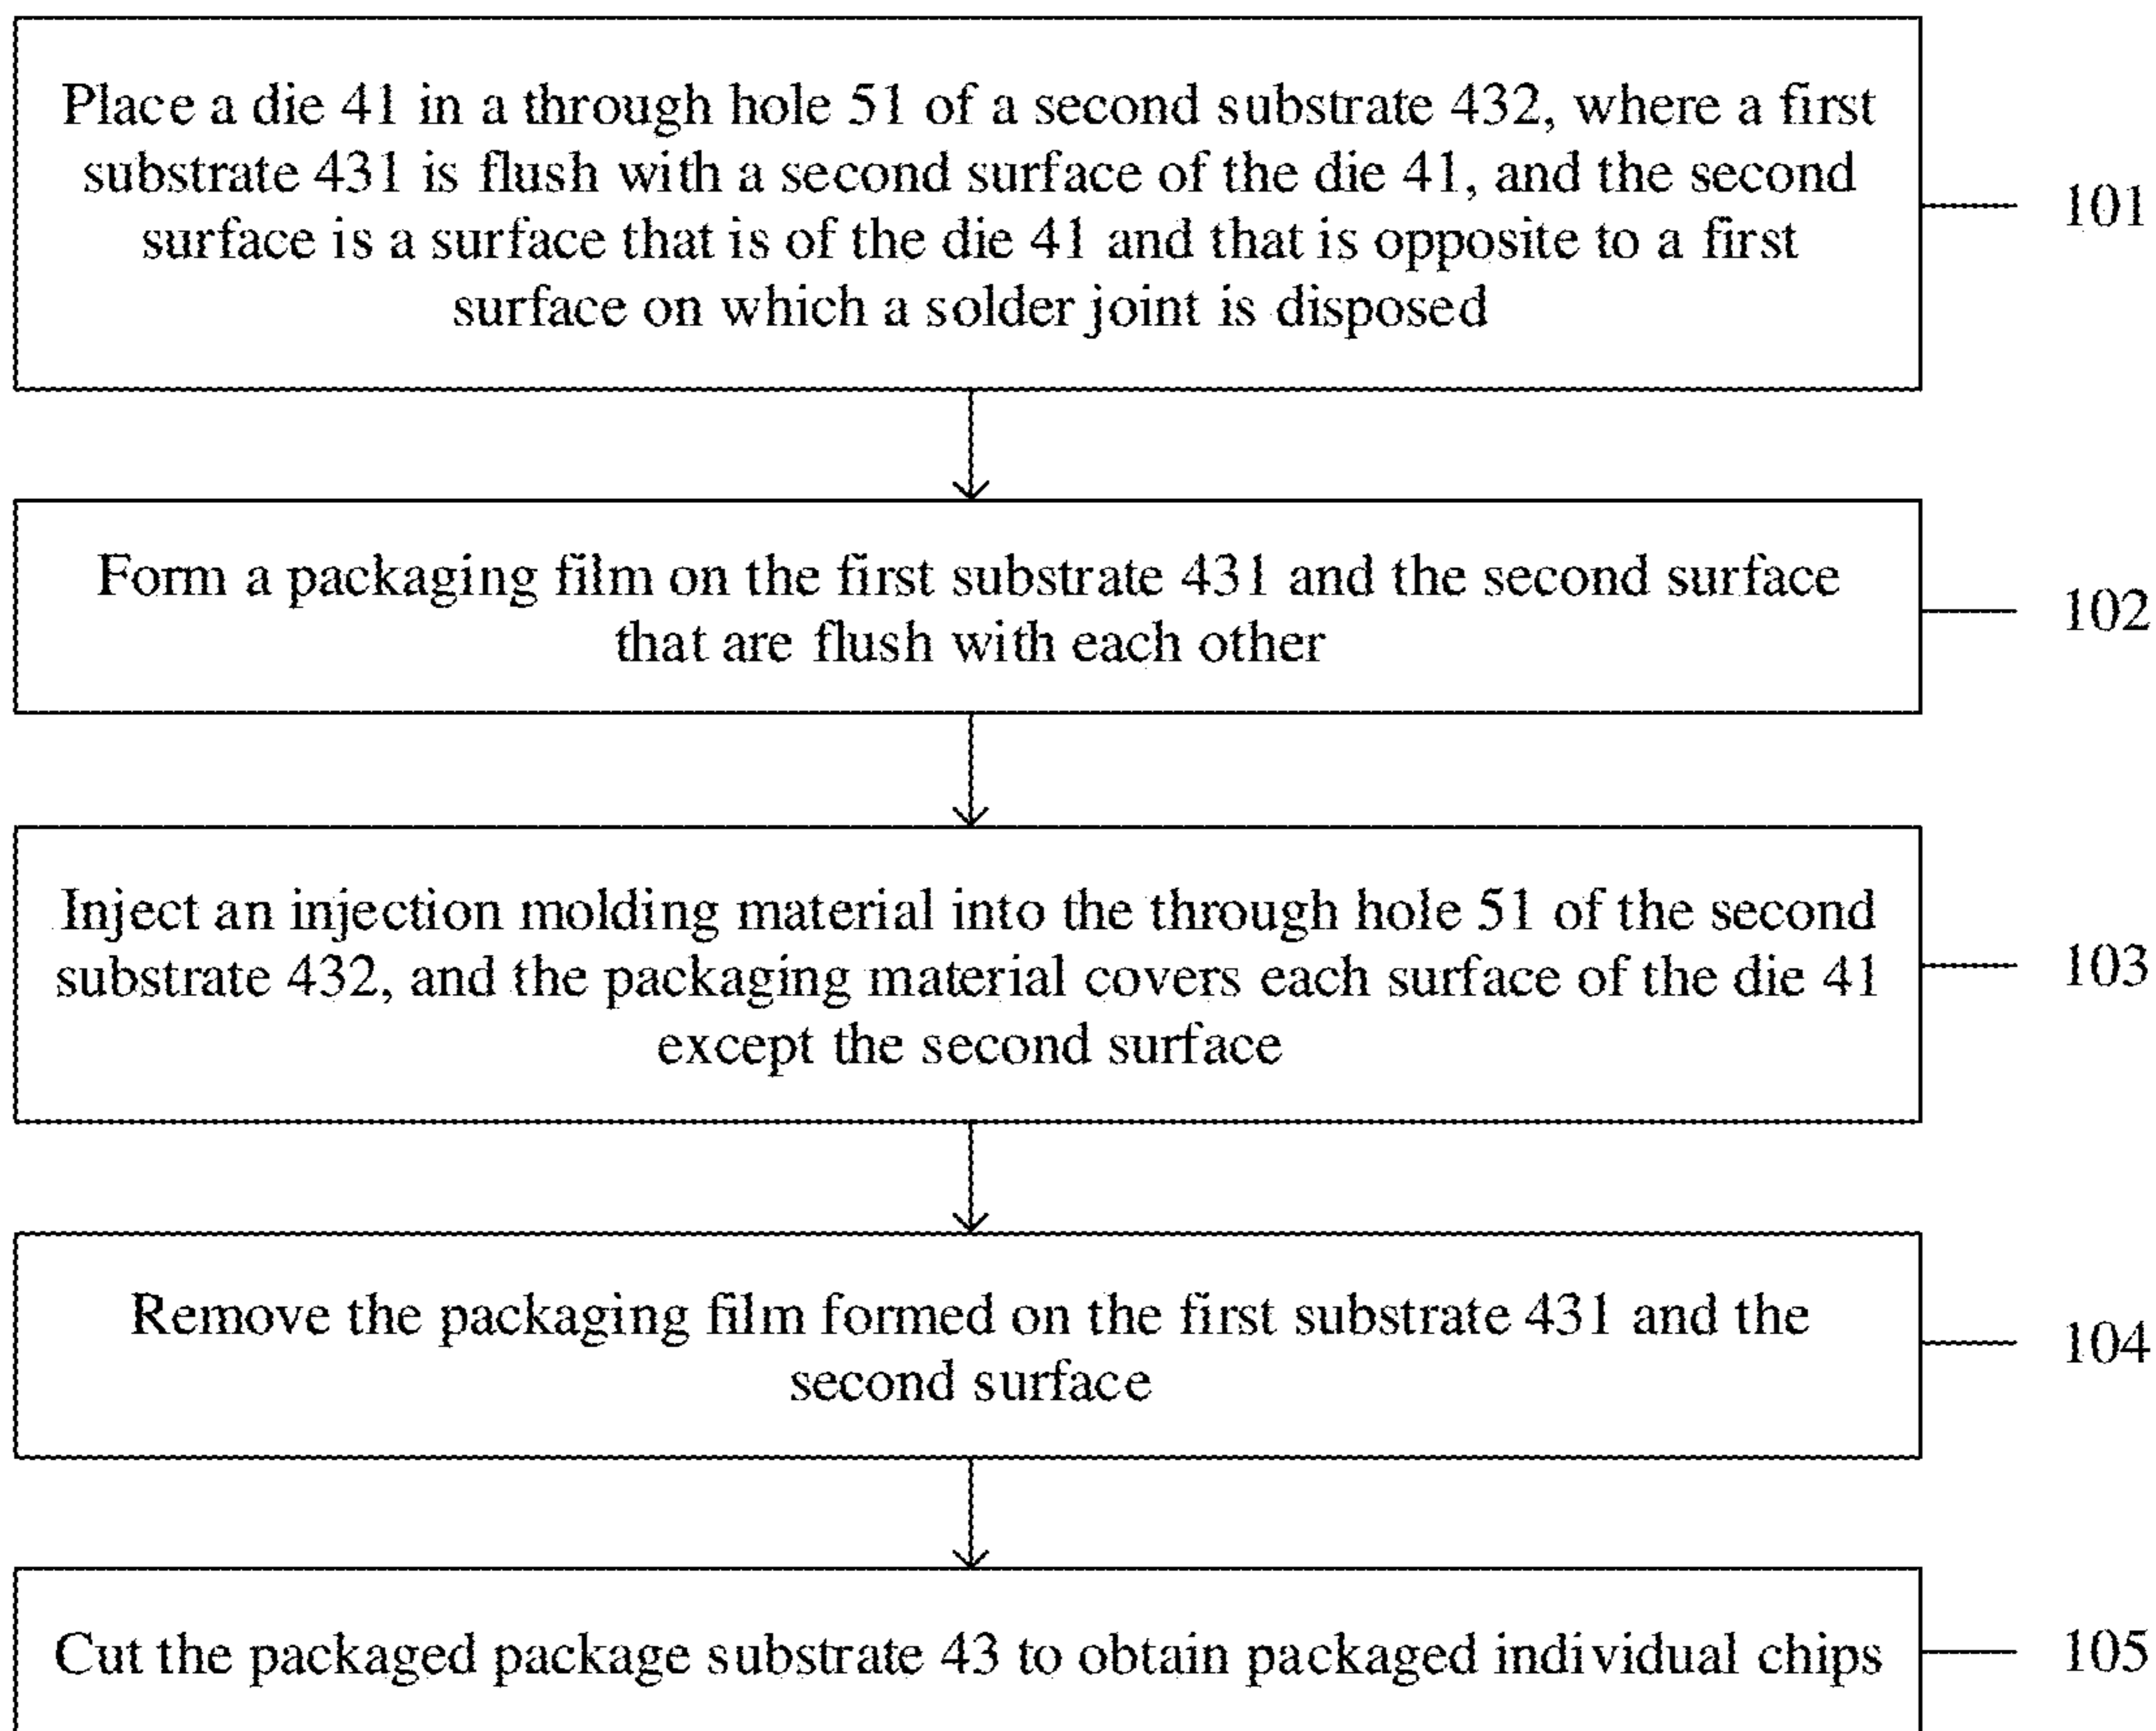 Place a die 41 in a through hole 51 of a second substrate 432, where a first
substrate 431 is flush with a second surface of the die 41, and the second
surface is a surface that is of the die 41 and that is opposite to a first
surface on which a solder joint is disposed
101
Form a packaging film on the first substrate 431 and the second surface
that are flush with each other
102
Inject an injection molding material into the through hole 51 of the second
substrate 432, and the packaging material covers each surface of the die 41
except the second surface
103
Remove the packaging film formed on the first substrate 431 and the
second surface
104
Cut the packaged package substrate 43 to obtain packaged individual chips
105